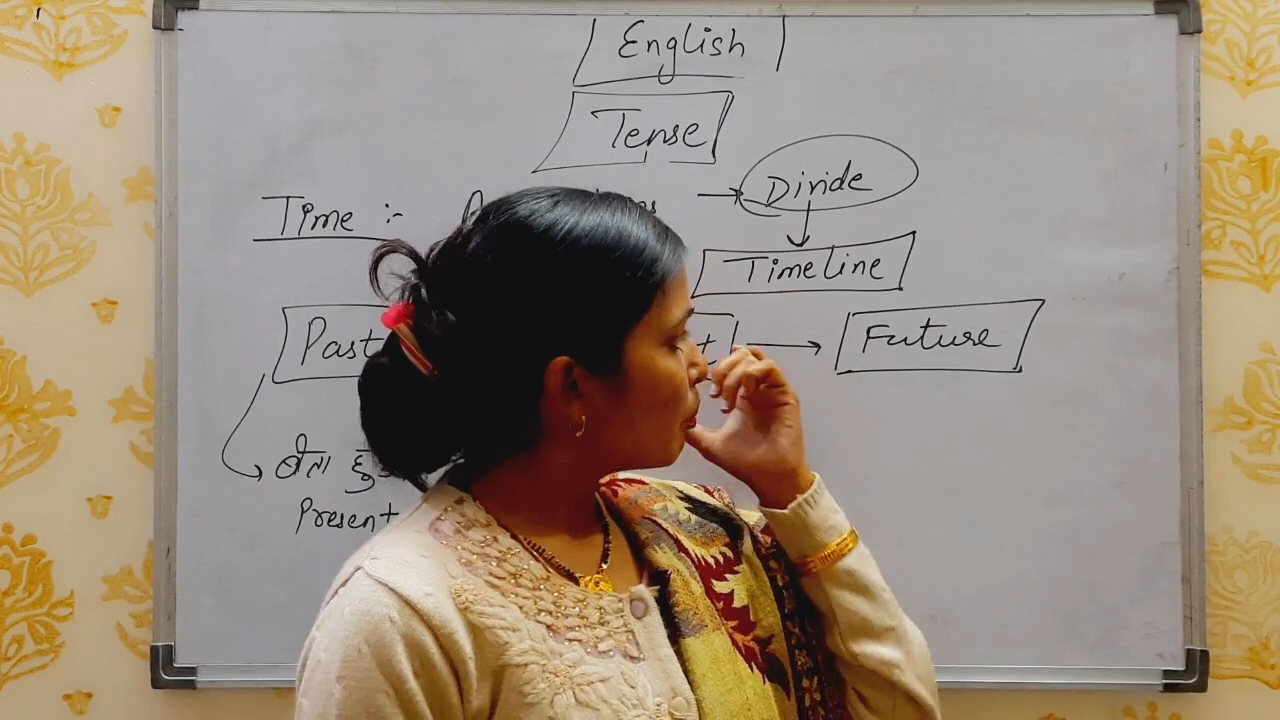 English
Tense
Time :- → Divide
Timeline
Past → Future
बीता हु
Present